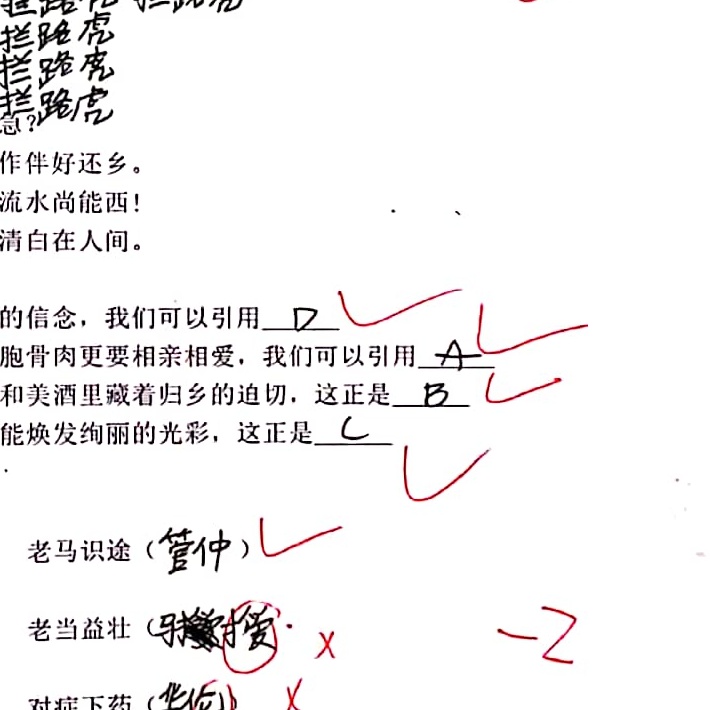 拦路虎 拦路虎
拦路虎
拦路虎
拦路虎
急?
作伴好还乡。
流水尚能西!
清白在人间。
的信念，我们可以引用 D
胞骨肉更要相亲相爱，我们可以引用 A
和美酒里藏着归乡的迫切，这正是 B
能焕发绚丽的光彩，这正是 C
老马识途（管仲）
老当益壮（
-2
对症下药（华佗）